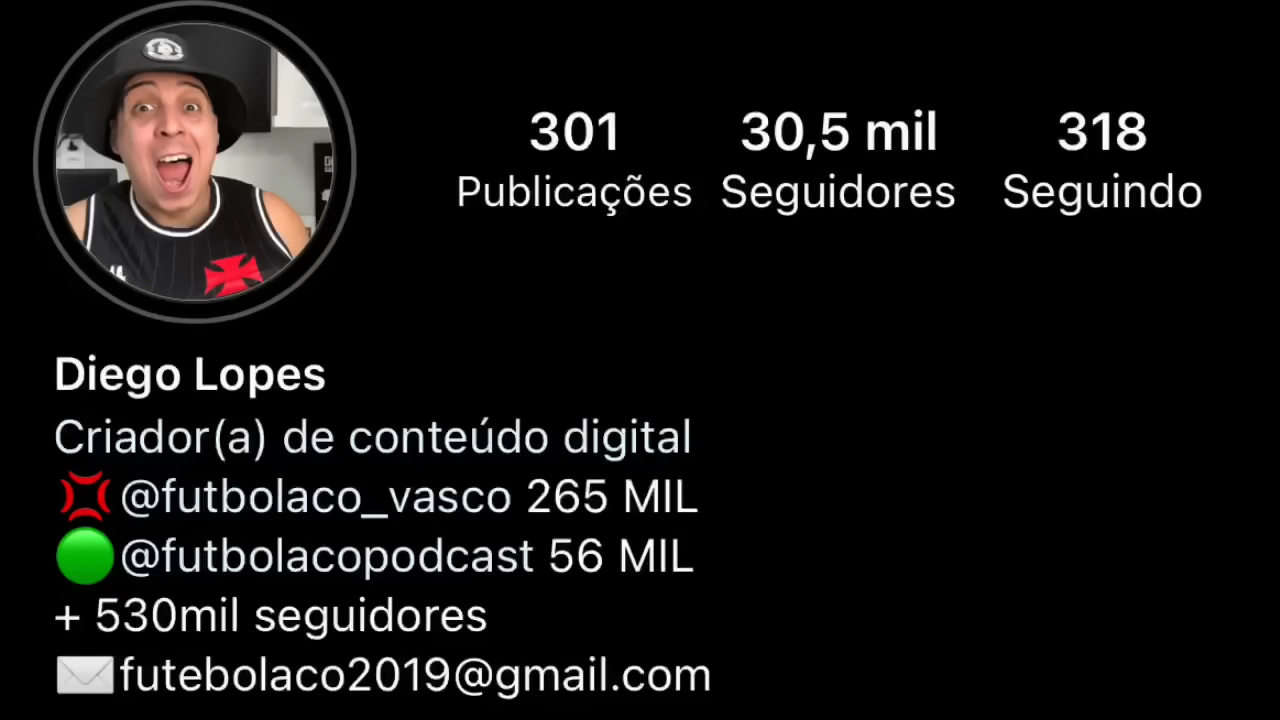 301 30,5 mil 318
Publicações Seguidores Seguindo
Diego Lopes
Criador(a) de conteúdo digital
💢@futbolaco_vasco 265 MIL
🟢@futbolacopodcast 56 MIL
+ 530mil seguidores
✉️futebolaco2019@gmail.com